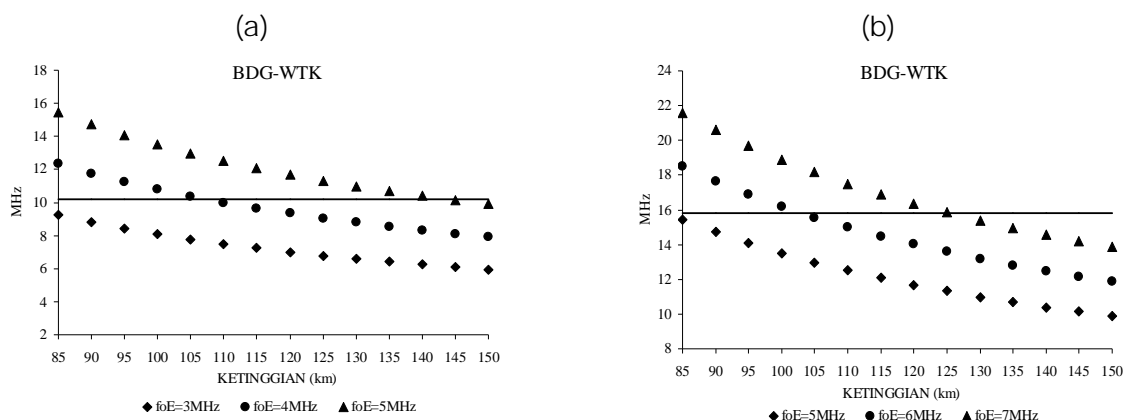 (a)
BDG-WTK
18
16
14
12
10
8
6
4
2
MHz
85 90 95 100 105 110 115 120 125 130 135 140 145 150
KETINGGIAN (km)
foE=3MHz foE=4MHz foE=5MHz
(b)
BDG-WTK
24
22
20
18
16
14
12
10
8
MHz
85 90 95 100 105 110 115 120 125 130 135 140 145 150
KETINGGIAN (km)
foE=5MHz foE=6MHz foE=7MHz